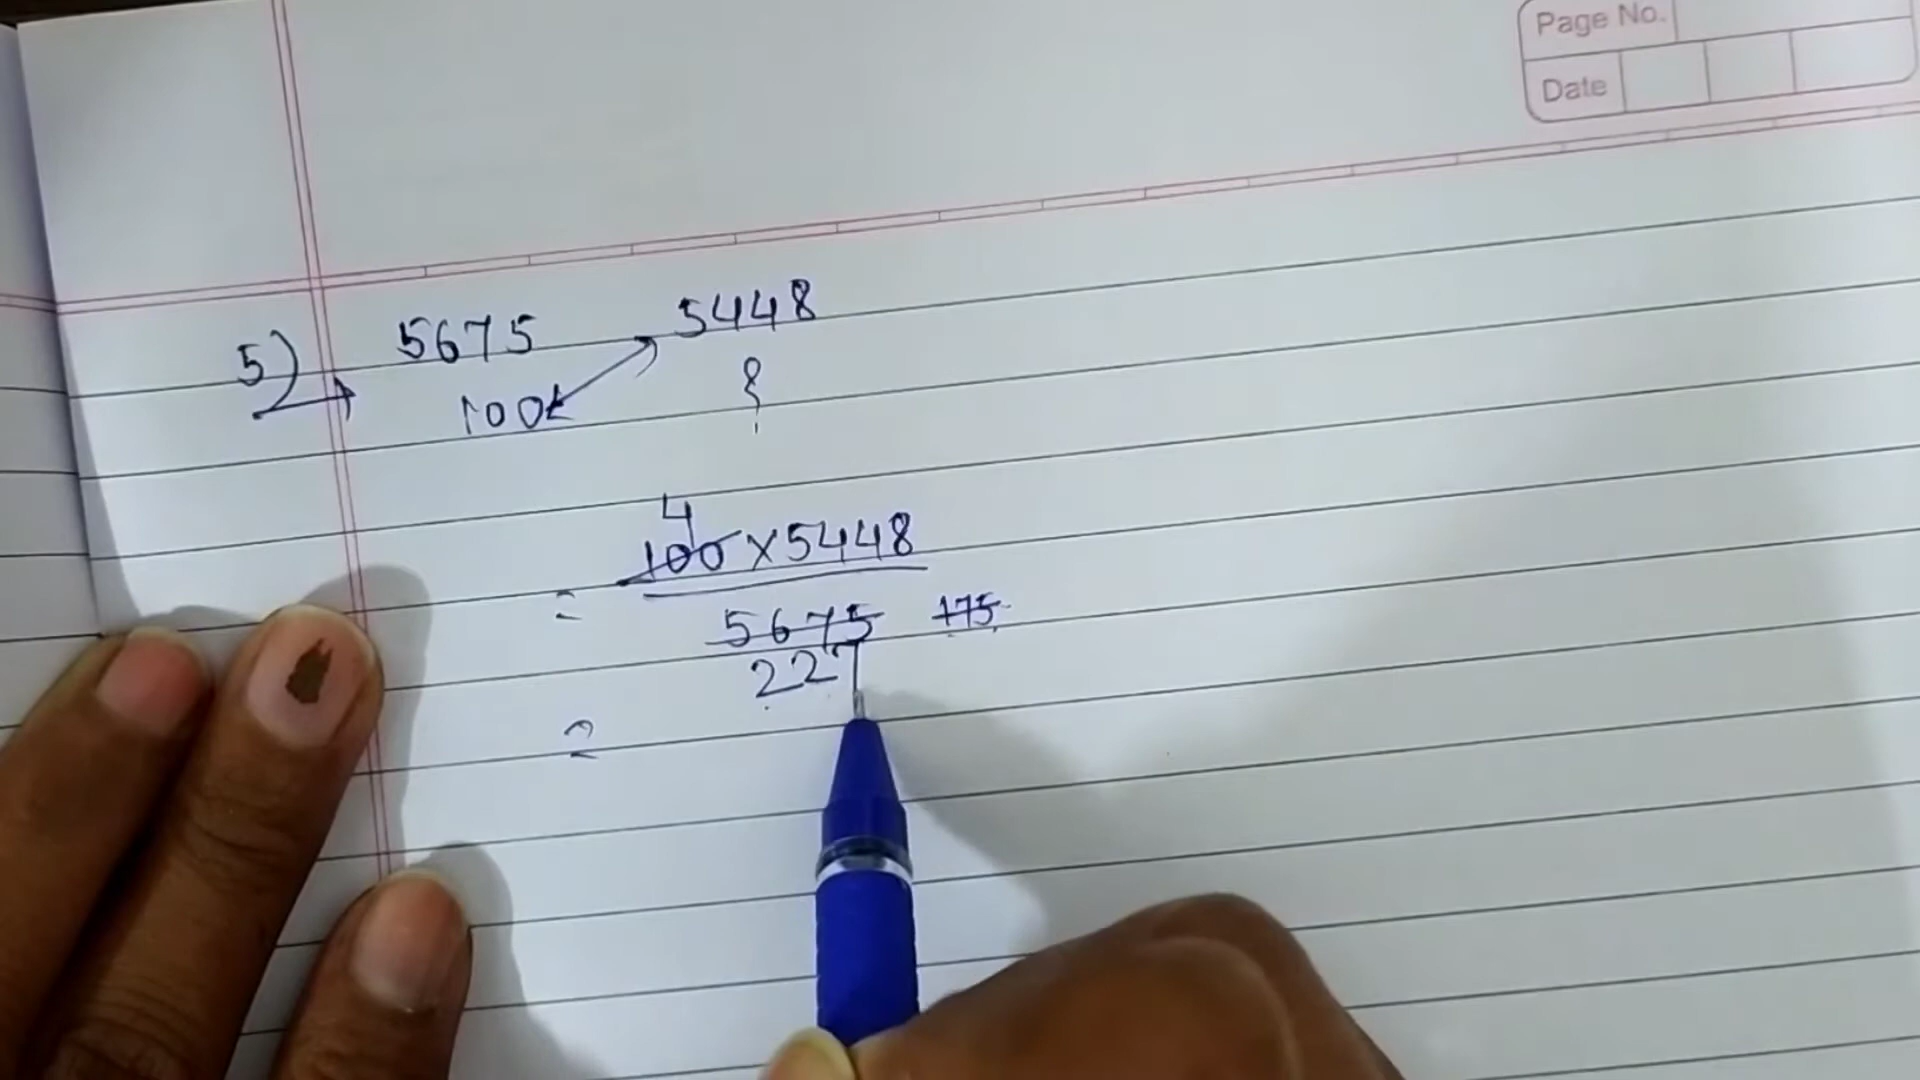 Page No.
Date
5) 5675 5448
100 ?
4
100 x 5448
=
5675 175
227
=